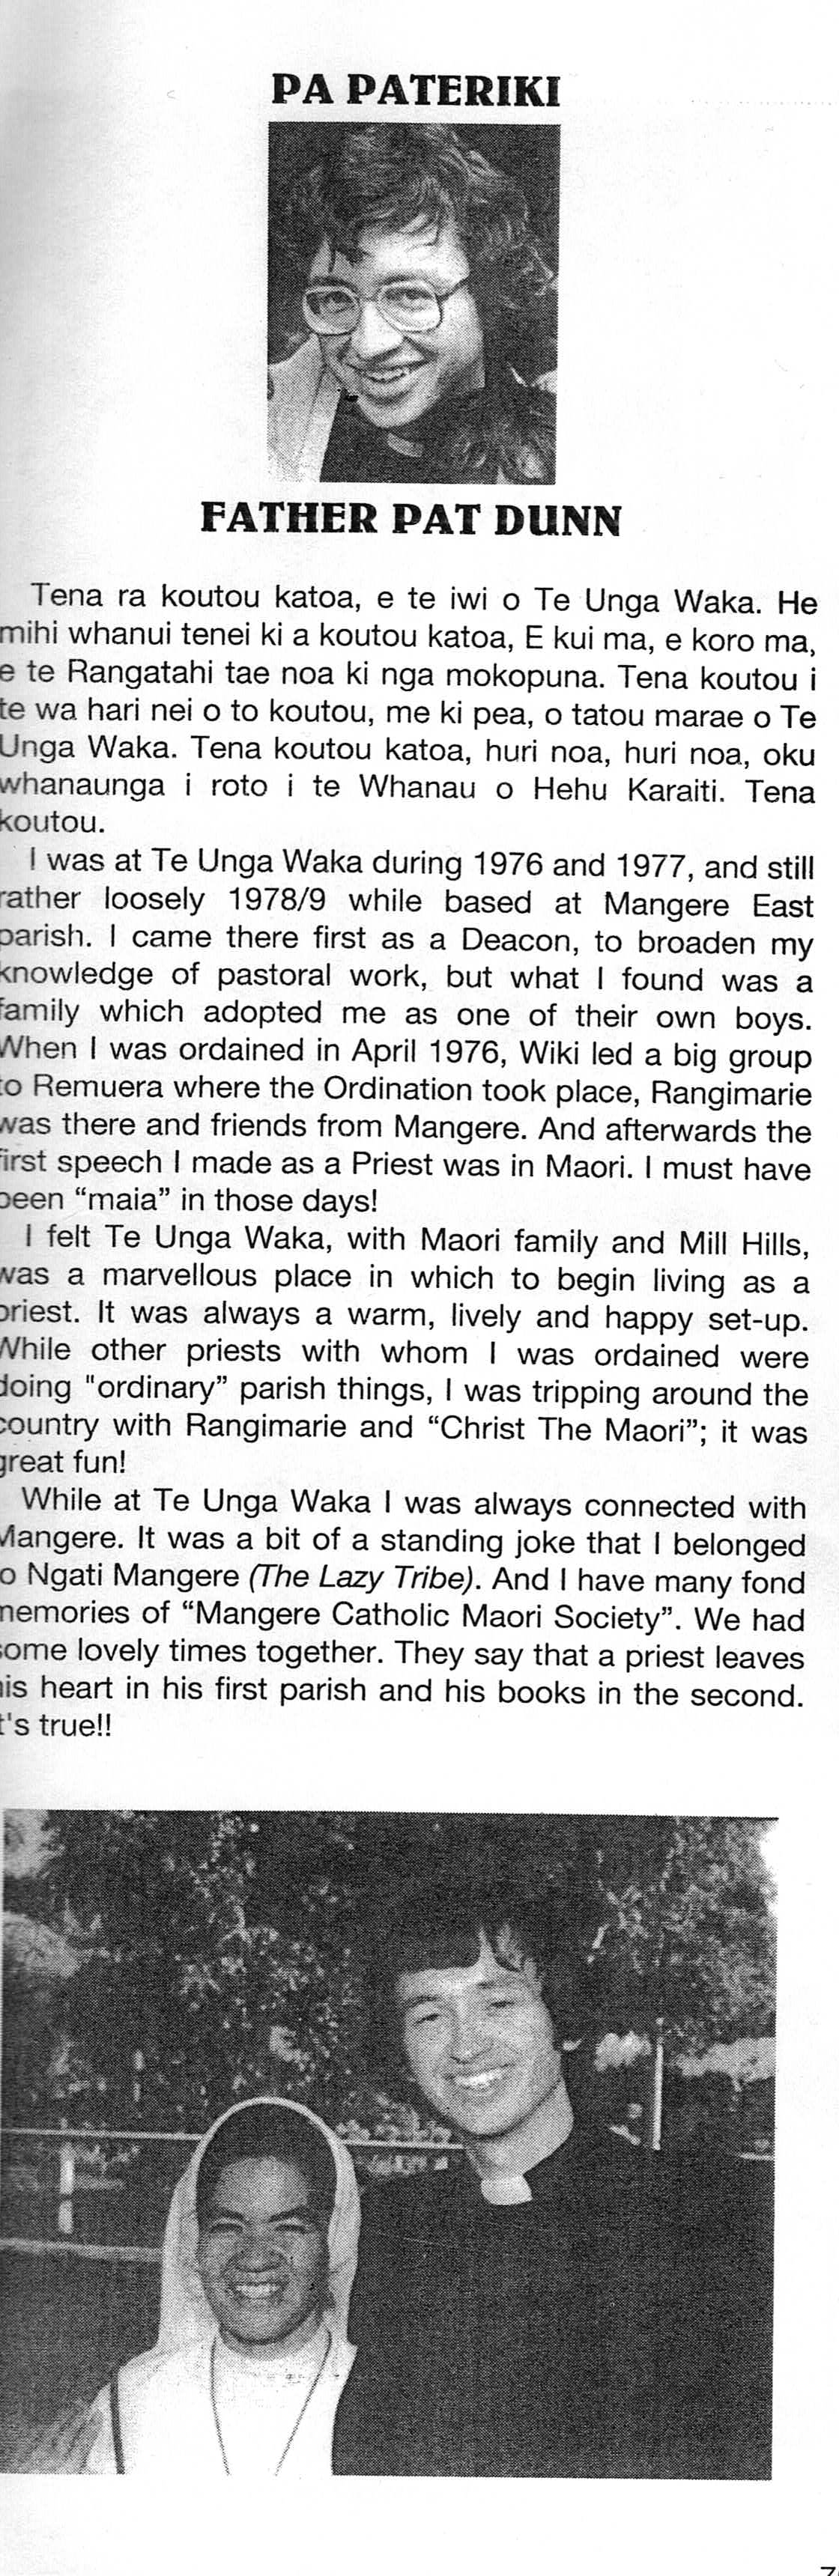 PA PATERIKI
FATHER PAT DUNN
Tena ra koutou katoa, e te iwi o Te Unga Waka. He
mihi whanui tenei ki a koutou katoa, E kui ma, e koro ma,
e te Rangatahi tae noa ki nga mokopuna. Tena koutou i
te wa hari nei o to koutou, me ki pea, o tatou marae o Te
Unga Waka. Tena koutou katoa, huri noa, huri noa, oku
whanaunga i roto i te Whanau o Hehu Karaiti. Tena
koutou.
I was at Te Unga Waka during 1976 and 1977, and still
rather loosely 1978/9 while based at Mangere East
parish. I came there first as a Deacon, to broaden my
knowledge of pastoral work, but what I found was a
family which adopted me as one of their own boys.
When I was ordained in April 1976, Wiki led a big group
to Remuera where the Ordination took place, Rangimarie
was there and friends from Mangere. And afterwards the
first speech I made as a Priest was in Maori. I must have
been “maia” in those days!
I felt Te Unga Waka, with Maori family and Mill Hills,
was a marvellous place in which to begin living as a
priest. It was always a warm, lively and happy set-up.
While other priests with whom I was ordained were
doing "ordinary” parish things, I was tripping around the
country with Rangimarie and “Christ The Maori”; it was
great fun!
While at Te Unga Waka I was always connected with
Mangere. It was a bit of a standing joke that I belonged
o Ngati Mangere (The Lazy Tribe). And I have many fond
memories of “Mangere Catholic Maori Society”. We had
some lovely times together. They say that a priest leaves
his heart in his first parish and his books in the second.
t's true!!